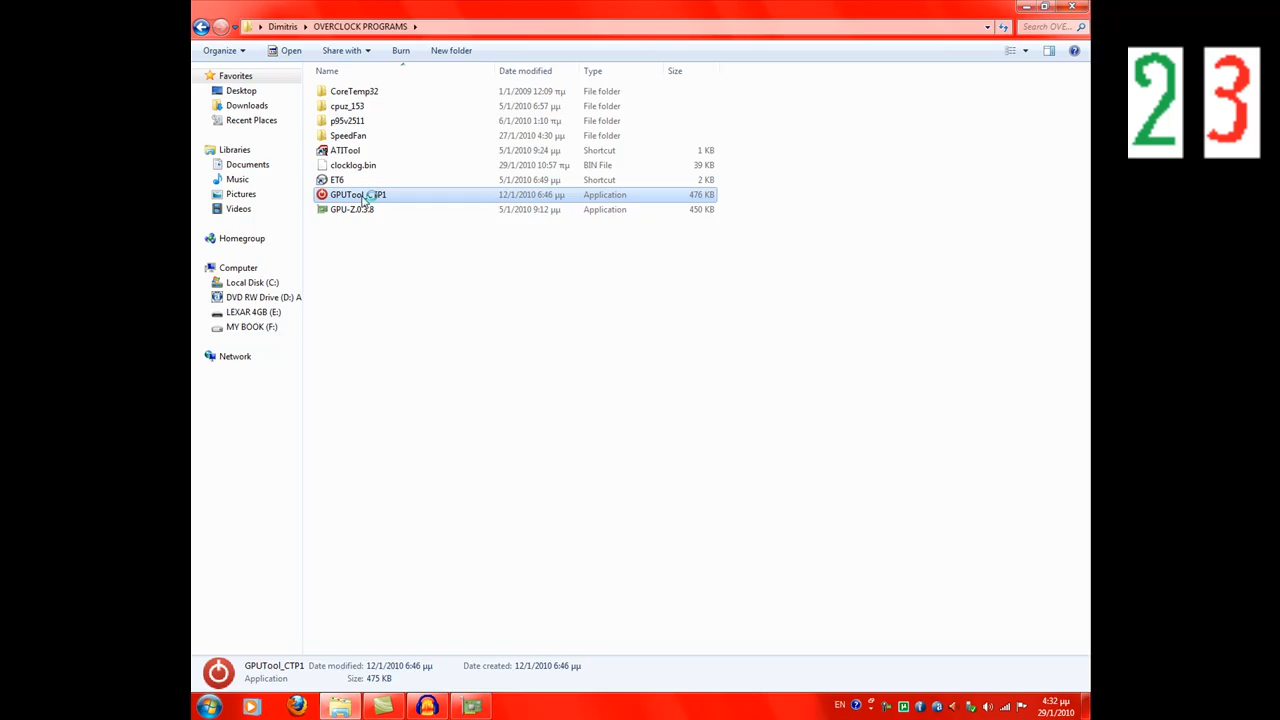 Dimitris OVERCLOCK PROGRAMS Search OVE...
Organize Open Share with Burn New folder
Name Date modified Type Size
Favorites
Desktop
Downloads
Recent Places
Libraries
Documents
Music
Pictures
Videos
Homegroup
Computer
Local Disk (C:)
DVD RW Drive (D:) A
LEXAR 4GB (E:)
MY BOOK (F:)
Network
CoreTemp32 1/1/2009 12:09 πμ File folder
cpuz_153 5/1/2010 6:57 μμ File folder
p95v2511 6/1/2010 1:10 πμ File folder
SpeedFan 27/1/2010 4:30 μμ File folder
ATITool 5/1/2010 9:24 μμ Shortcut 1 KB
clocklog.bin 29/1/2010 10:57 πμ BIN File 39 KB
ET6 5/1/2010 6:49 μμ Shortcut 2 KB
GPUTool_CTP1 12/1/2010 6:46 μμ Application 476 KB
GPU-Z.0.3.8 5/1/2010 9:12 μμ Application 450 KB
2 3
GPUTool_CTP1 Date modified: 12/1/2010 6:46 μμ Date created: 12/1/2010 6:46 μμ
Application Size: 475 KB
EN 4:32 μμ
29/1/2010